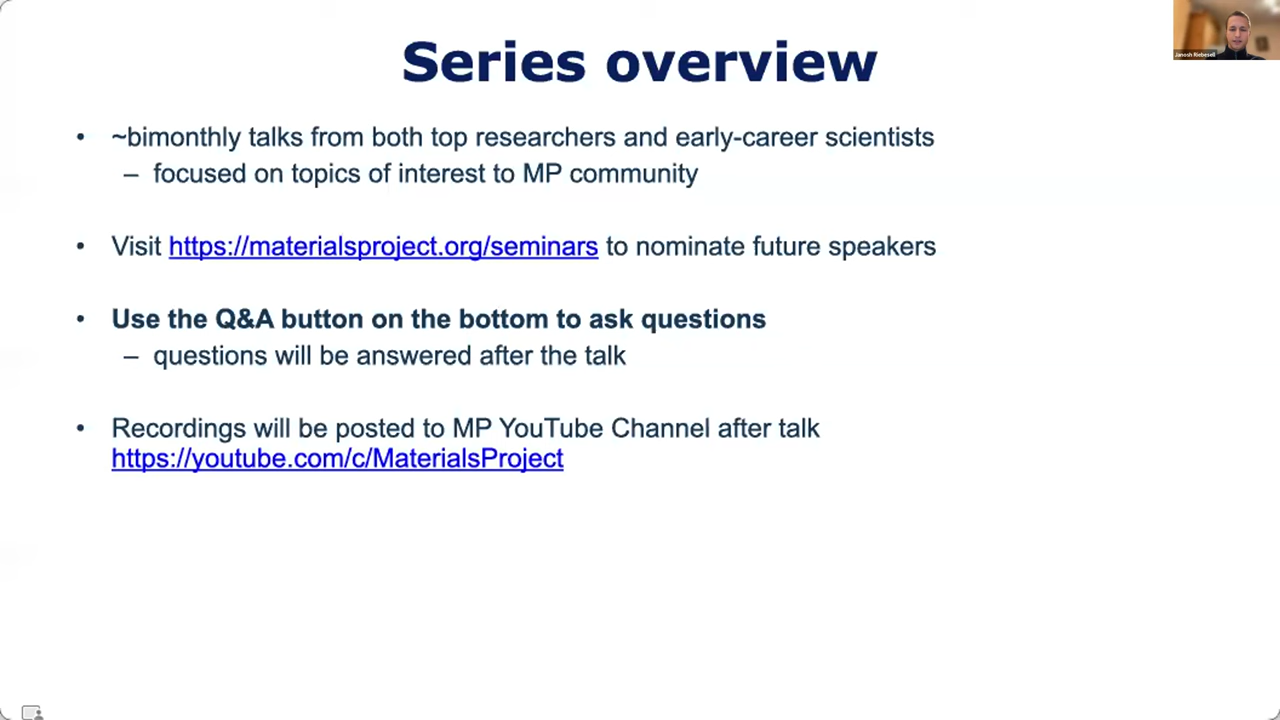 Janosh Riebesell
Series overview
• ~bimonthly talks from both top researchers and early-career scientists
– focused on topics of interest to MP community
• Visit https://materialsproject.org/seminars to nominate future speakers
• Use the Q&A button on the bottom to ask questions
– questions will be answered after the talk
• Recordings will be posted to MP YouTube Channel after talk
https://youtube.com/c/MaterialsProject